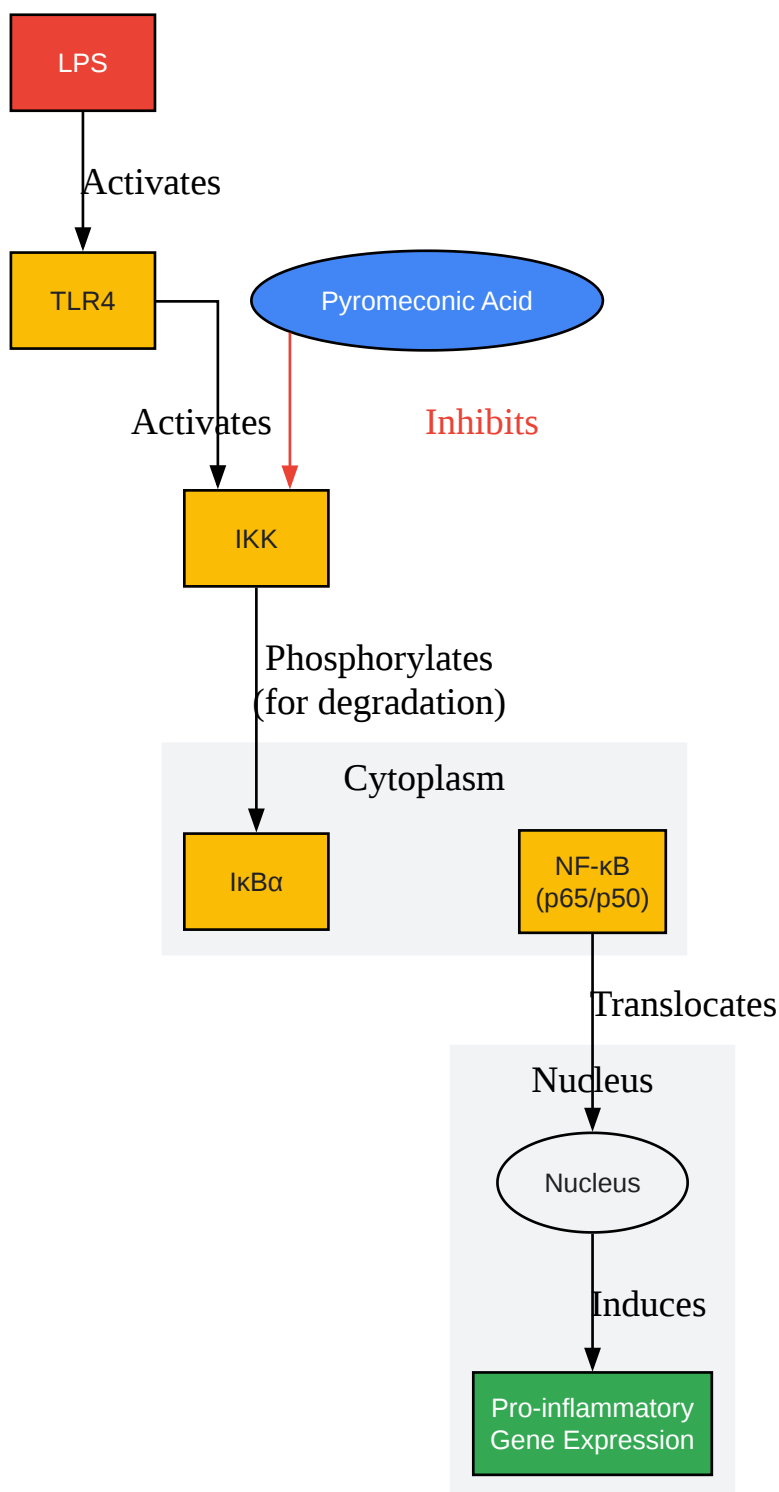 LPS
Activates
TLR4
Pyromeconic Acid
Activates
Inhibits
IKK
Phosphorylates
(for degradation)
Cytoplasm
IκBα
NF-κB
(p65/p50)
Translocates
Nucleus
Nucleus
Induces
Pro-inflammatory
Gene Expression